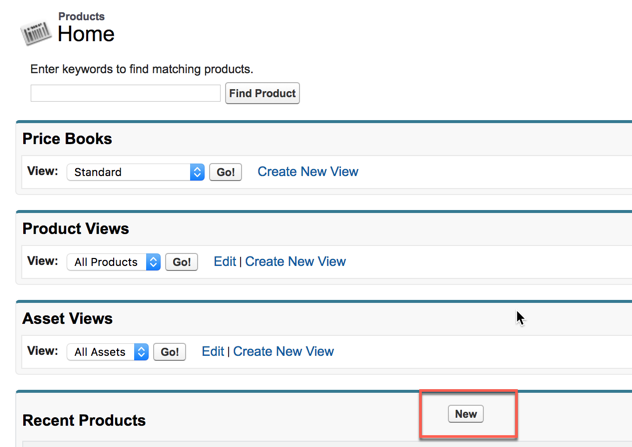 Products
Home
Enter keywords to find matching products.
Find Product
Price Books
View: Standard Go! Create New View
Product Views
View: All Products Go! Edit | Create New View
Asset Views
View: All Assets Go! Edit | Create New View
Recent Products New